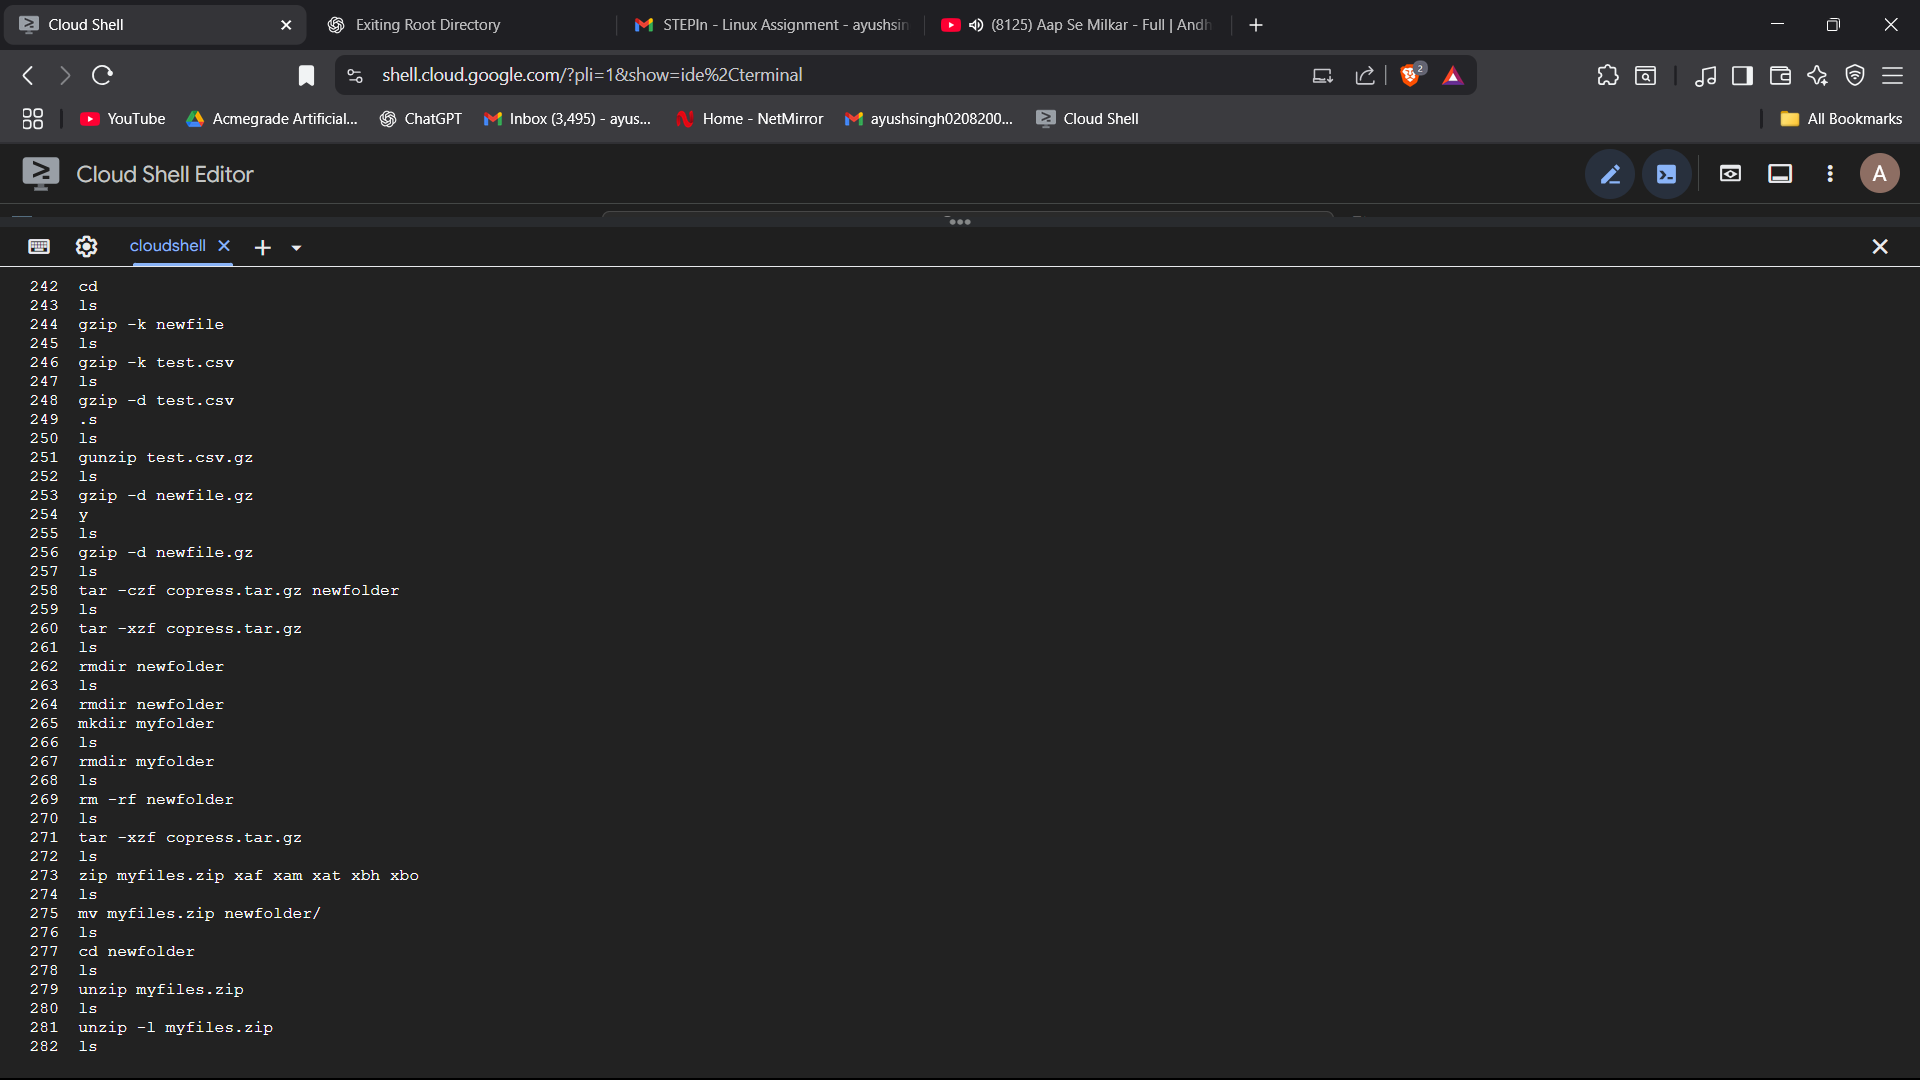 Cloud Shell
Exiting Root Directory
STEPIn - Linux Assignment - ayushsin
(8125) Aap Se Milkar - Full | Andh
shell.cloud.google.com/?pli=1&show=ide%2Cterminal
2
YouTube
Acmegrade Artificial...
ChatGPT
Inbox (3,495) - ayus...
Home - NetMirror
ayushsingh0208200...
Cloud Shell
All Bookmarks
Cloud Shell Editor
A
cloudshell
242 cd
243 ls
244 gzip -k newfile
245 ls
246 gzip -k test.csv
247 ls
248 gzip -d test.csv
249 .s
250 ls
251 gunzip test.csv.gz
252 ls
253 gzip -d newfile.gz
254 y
255 ls
256 gzip -d newfile.gz
257 ls
258 tar -czf copress.tar.gz newfolder
259 ls
260 tar -xzf copress.tar.gz
261 ls
262 rmdir newfolder
263 ls
264 rmdir newfolder
265 mkdir myfolder
266 ls
267 rmdir myfolder
268 ls
269 rm -rf newfolder
270 ls
271 tar -xzf copress.tar.gz
272 ls
273 zip myfiles.zip xaf xam xat xbh xbo
274 ls
275 mv myfiles.zip newfolder/
276 ls
277 cd newfolder
278 ls
279 unzip myfiles.zip
280 ls
281 unzip -l myfiles.zip
282 ls